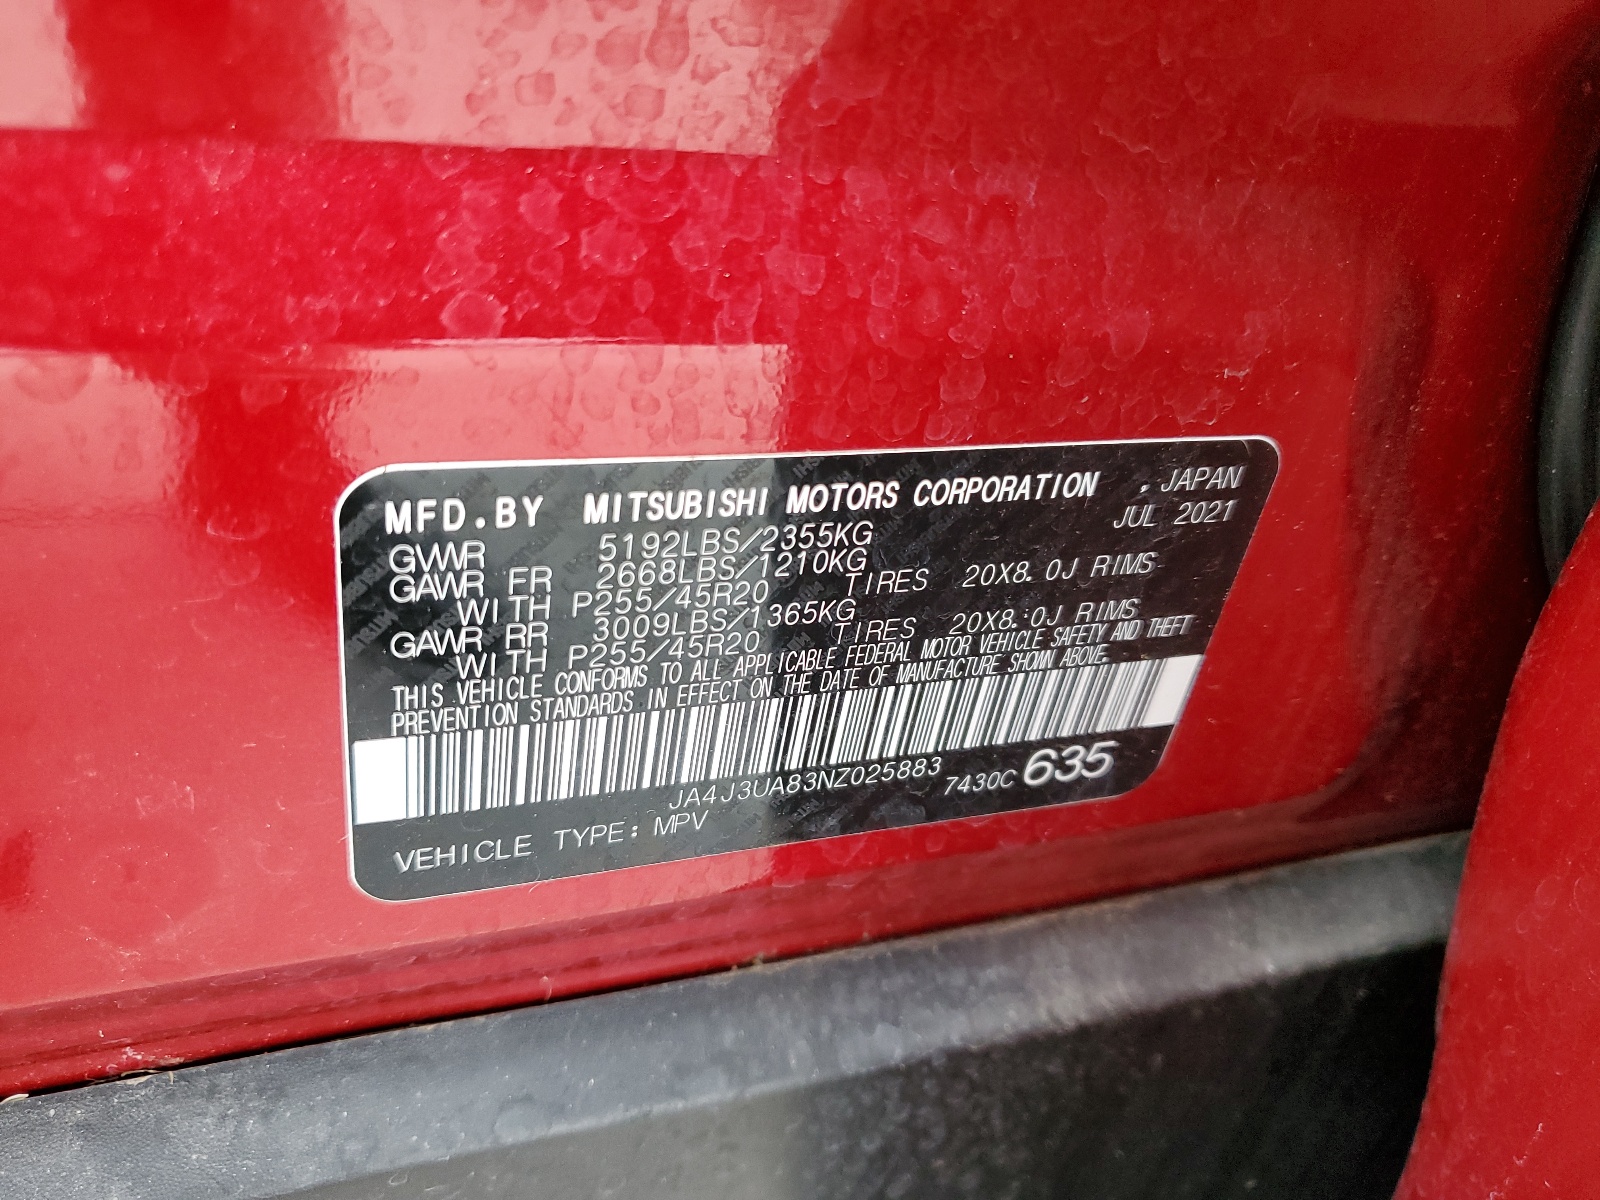 MFD.BY MITSUBISHI MOTORS CORPORATION , JAPAN
JUL 2021
GVWR 5192LBS/2355KG
GAWR FR 2668LBS/1210KG
WITH P255/45R20 TIRES 20X8.0J RIMS
GAWR RR 3009LBS/1365KG
WITH P255/45R20 TIRES 20X8.0J RIMS
THIS VEHICLE CONFORMS TO ALL APPLICABLE FEDERAL MOTOR VEHICLE SAFETY AND THEFT
PREVENTION STANDARDS IN EFFECT ON THE DATE OF MANUFACTURE SHOWN ABOVE.
JA4J3UA83NZ025883 7430C 635
VEHICLE TYPE: MPV